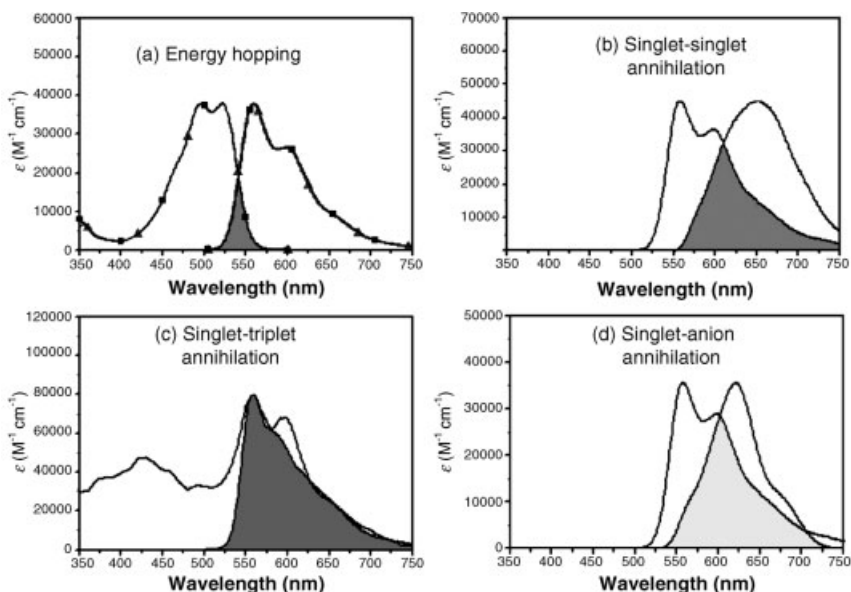 60000
50000
40000
30000
20000
10000
0
ε (M⁻¹ cm⁻¹)
(a) Energy hopping
350 400 450 500 550 600 650 700 750
Wavelength (nm)
70000
60000
50000
40000
30000
20000
10000
ε (M⁻¹ cm⁻¹)
(b) Singlet-singlet
annihilation
350 400 450 500 550 600 650 700 750
Wavelength (nm)
120000
100000
80000
60000
40000
20000
0
ε (M⁻¹ cm⁻¹)
(c) Singlet-triplet
annihilation
350 400 450 500 550 600 650 700 750
Wavelength (nm)
50000
40000
30000
20000
10000
0
ε (M⁻¹ cm⁻¹)
(d) Singlet-anion
annihilation
350 400 450 500 550 600 650 700 750
Wavelength (nm)